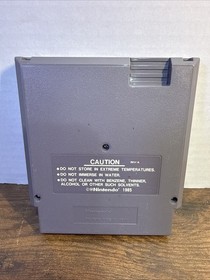 CAUTION
●DO NOT STORE IN EXTREME TEMPERATURES.
●DO NOT IMMERSE IN WATER.
●DO NOT CLEAN WITH BENZENE, THINNER,
ALCOHOL OR OTHER SUCH SOLVENTS.
©Nintendo 1985